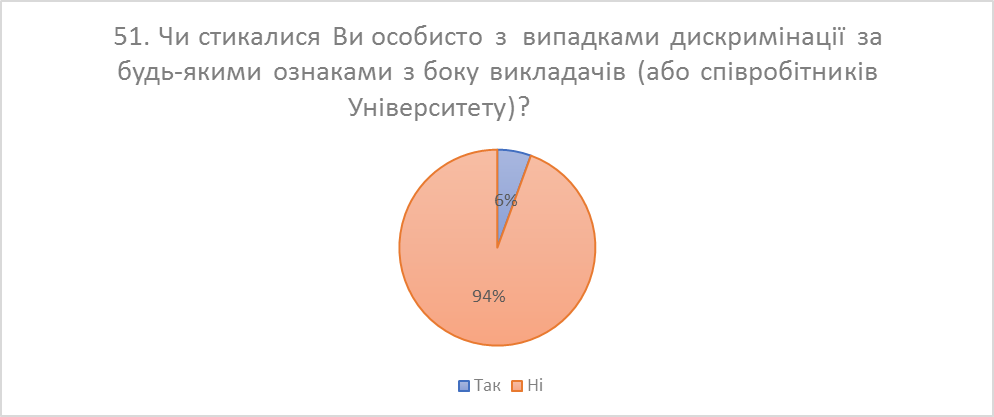 51. Чи стикалися Ви особисто з випадками дискримінації за
будь-якими ознаками з боку викладачів (або співробітників
Університету)?
6%
94%
Так Ні